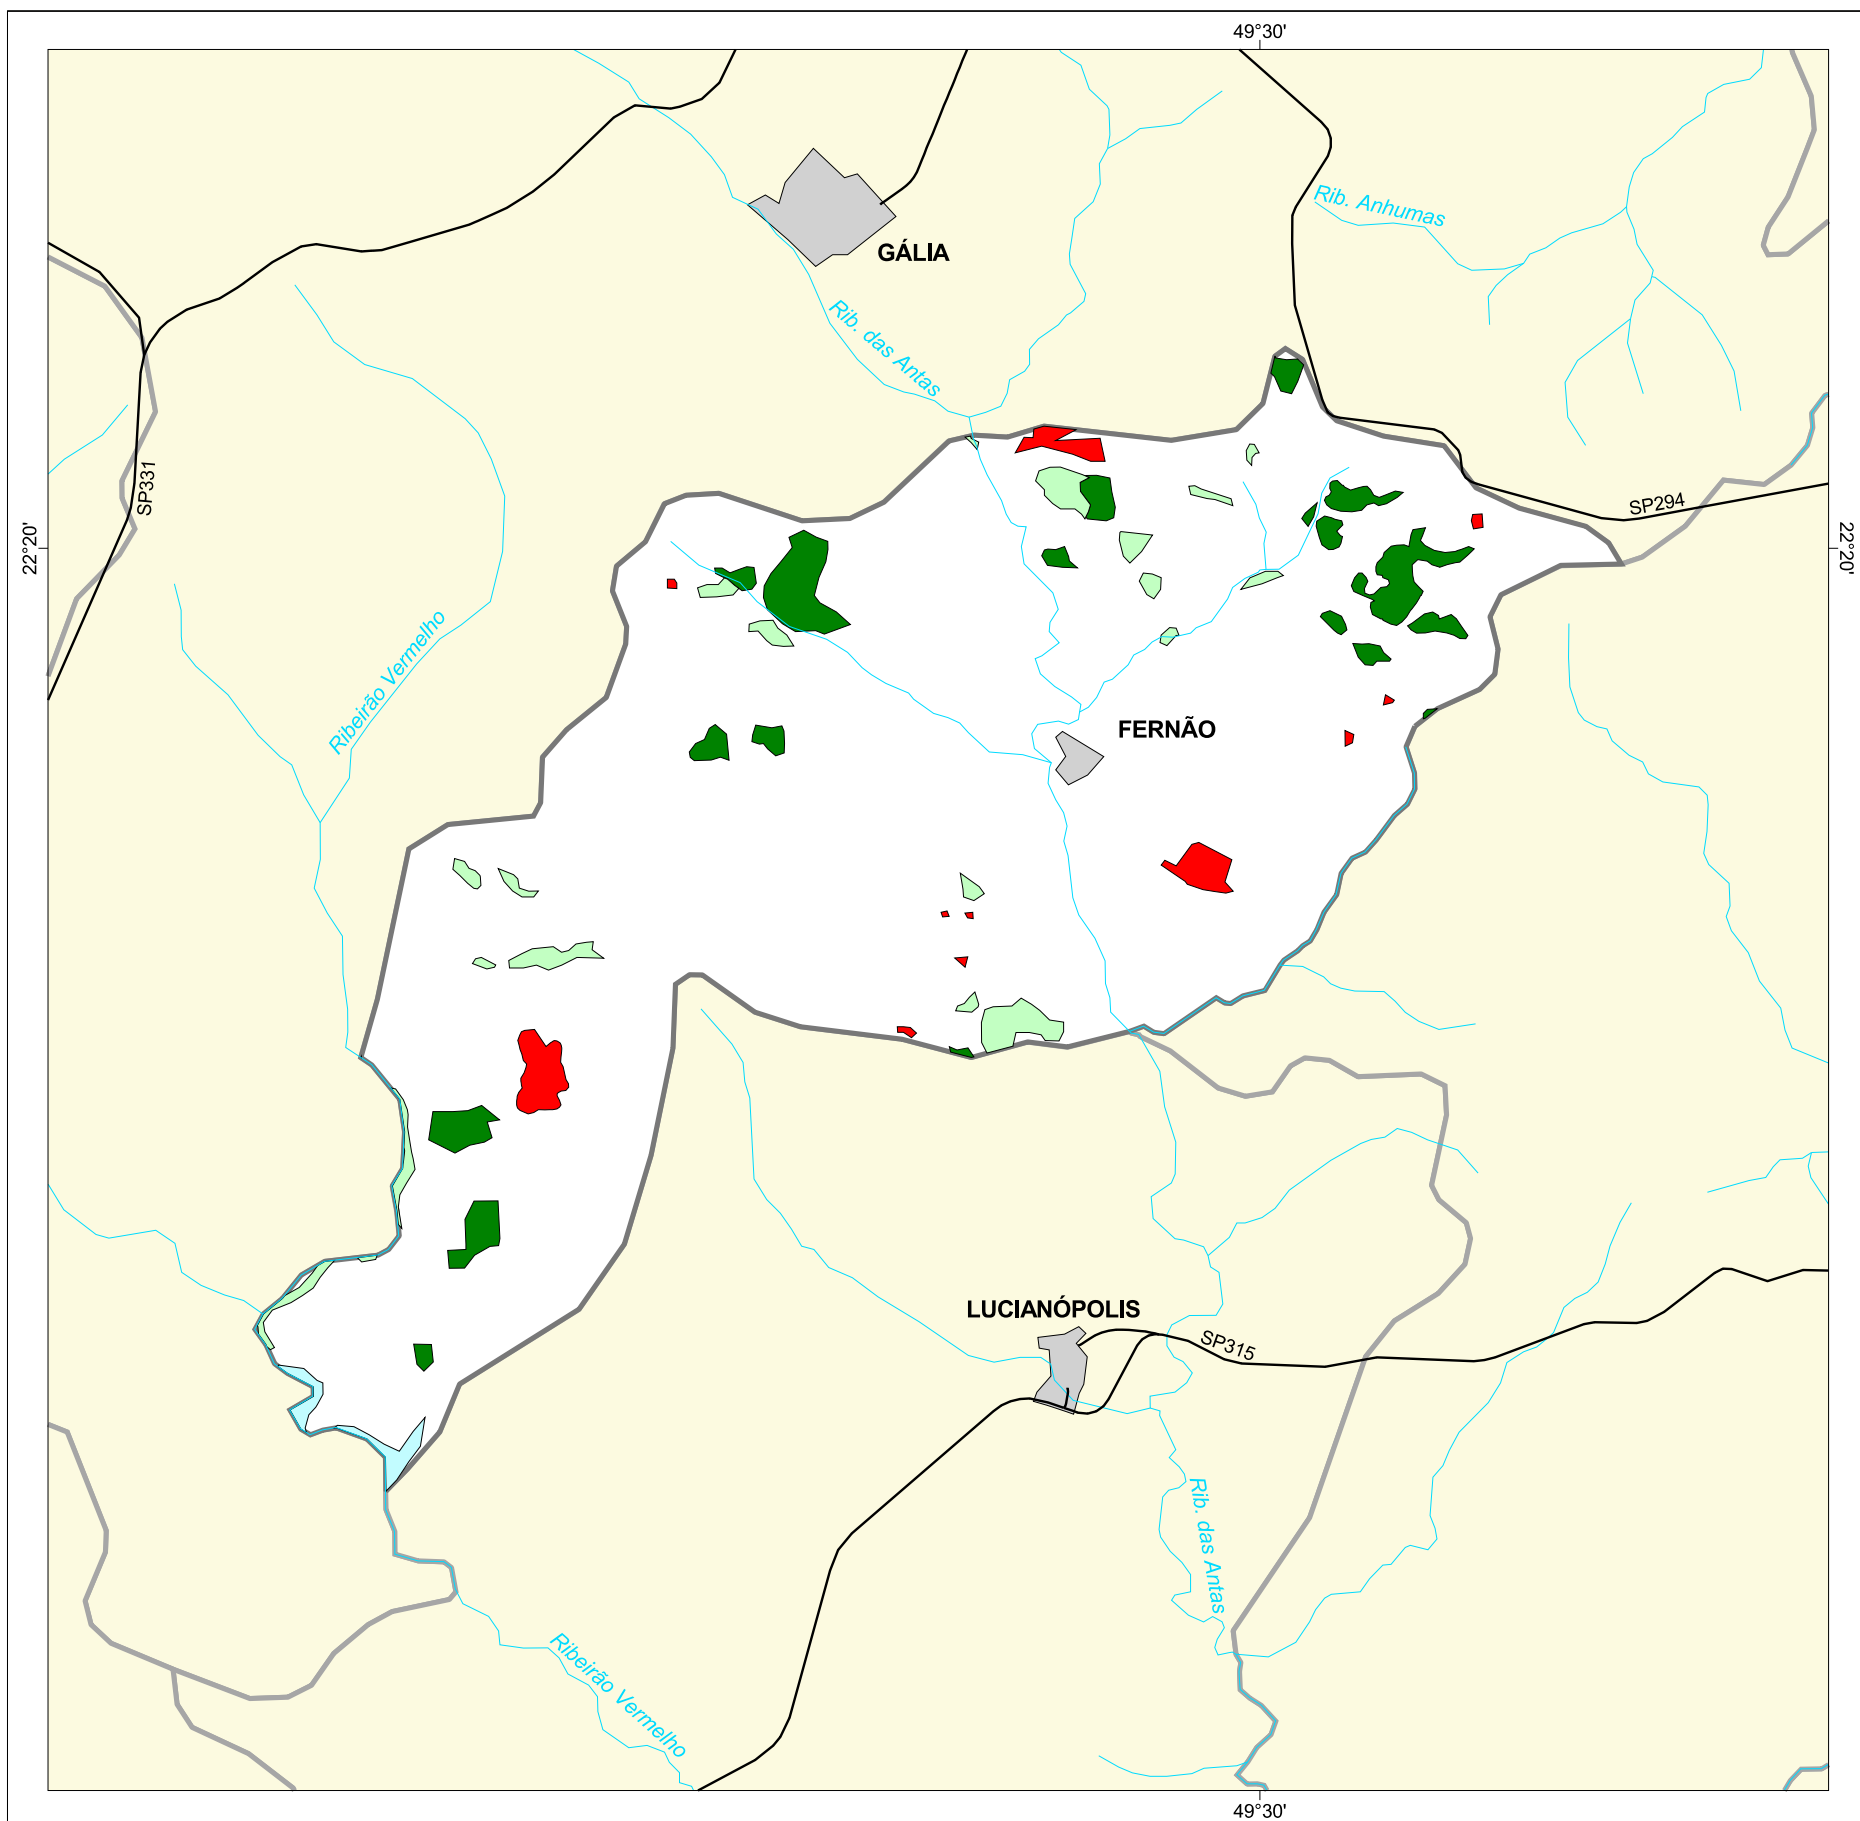 49°30'
Rib. Anhumas
GÁLIA
Rib. das Antas
SP331
SP294
22°20'
22°20'
Ribeirão Vermelho
FERNÃO
LUCIANÓPOLIS
SP315
Rib. das Antas
Ribeirão Vermelho
49°30'